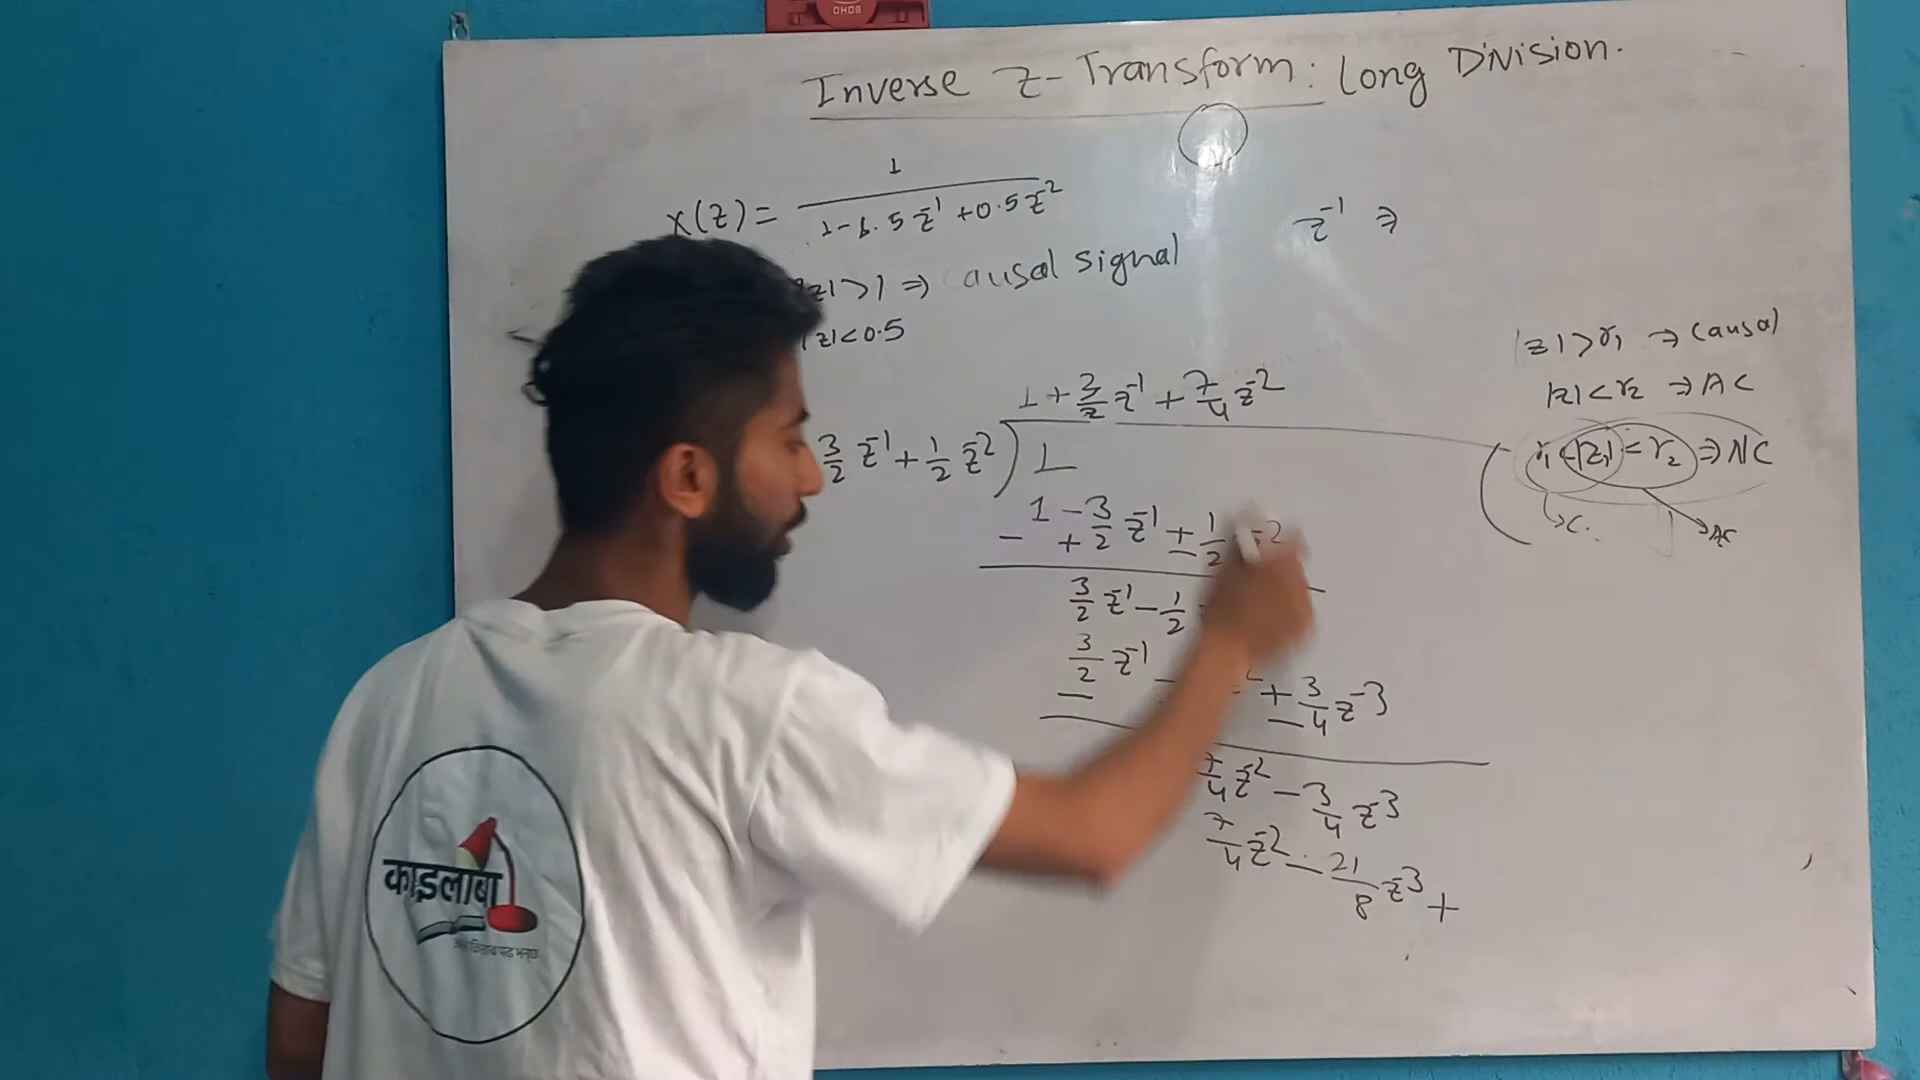 Inverse Z-Transform: Long Division.
X(z) = 1 / 1-1.5 z^-1 + 0.5 z^-2
|z|>1 ⇒ causal signal
|z|<0.5
z^-1 ⇒
|z|>r1 ⇒ causal
|z|<r2 ⇒ AC
r1<|z|<r2 ⇒ NC
C.
AC
1 + 3/2 z^-1 + 7/4 z^-2
3/2 z^-1 + 1/2 z^-2 ) 1
1 - 3/2 z^-1 + 1/2 z^-2
- + -
3/2 z^-1 - 1/2
3/2 z^-1 - + 3/4 z^-3
- -
7/4 z^-2 - 3/4 z^-3
7/4 z^-2 - 21/8 z^-3 +
काइलाबा